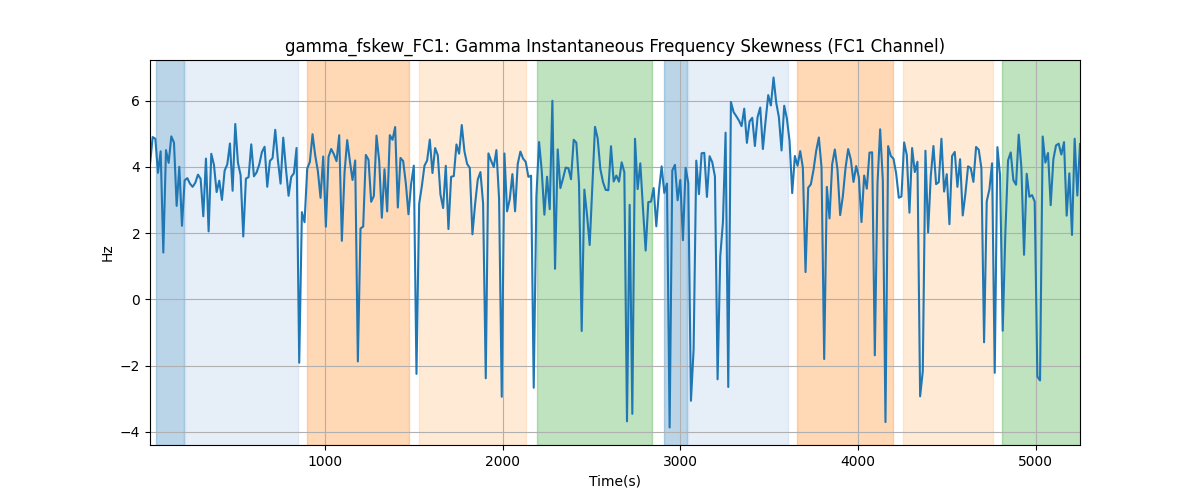 gamma_fskew_FC1: Gamma Instantaneous Frequency Skewness (FC1 Channel)
6
4
2
0
−2
−4
Hz
1000 2000 3000 4000 5000
Time(s)